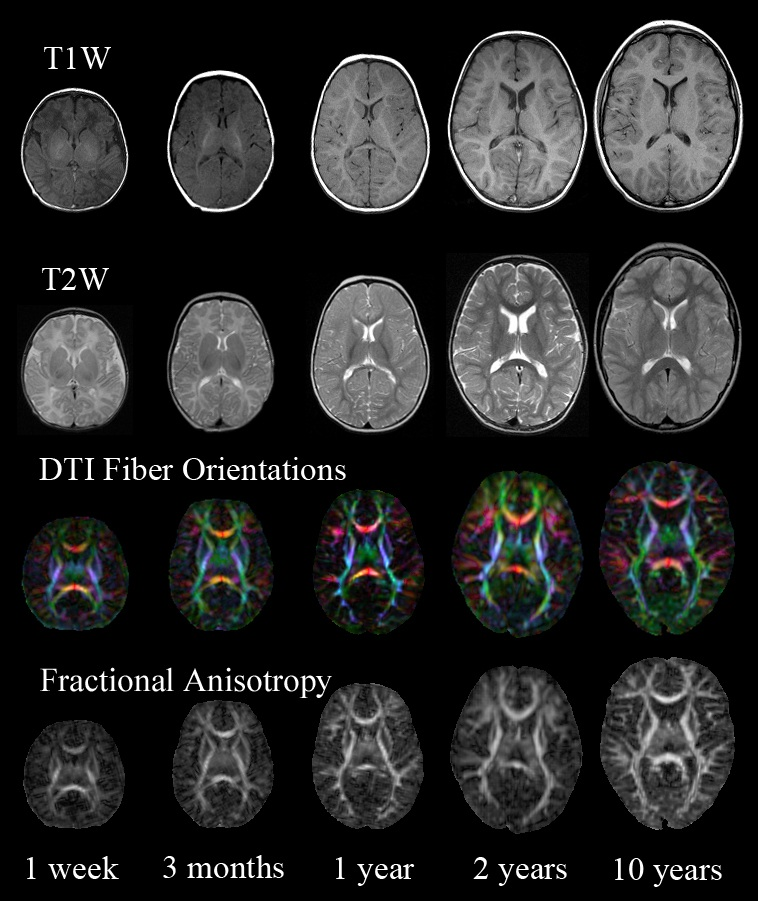 T1W
T2W
DTI Fiber Orientations
Fractional Anisotropy
1 week 3 months 1 year 2 years 10 years